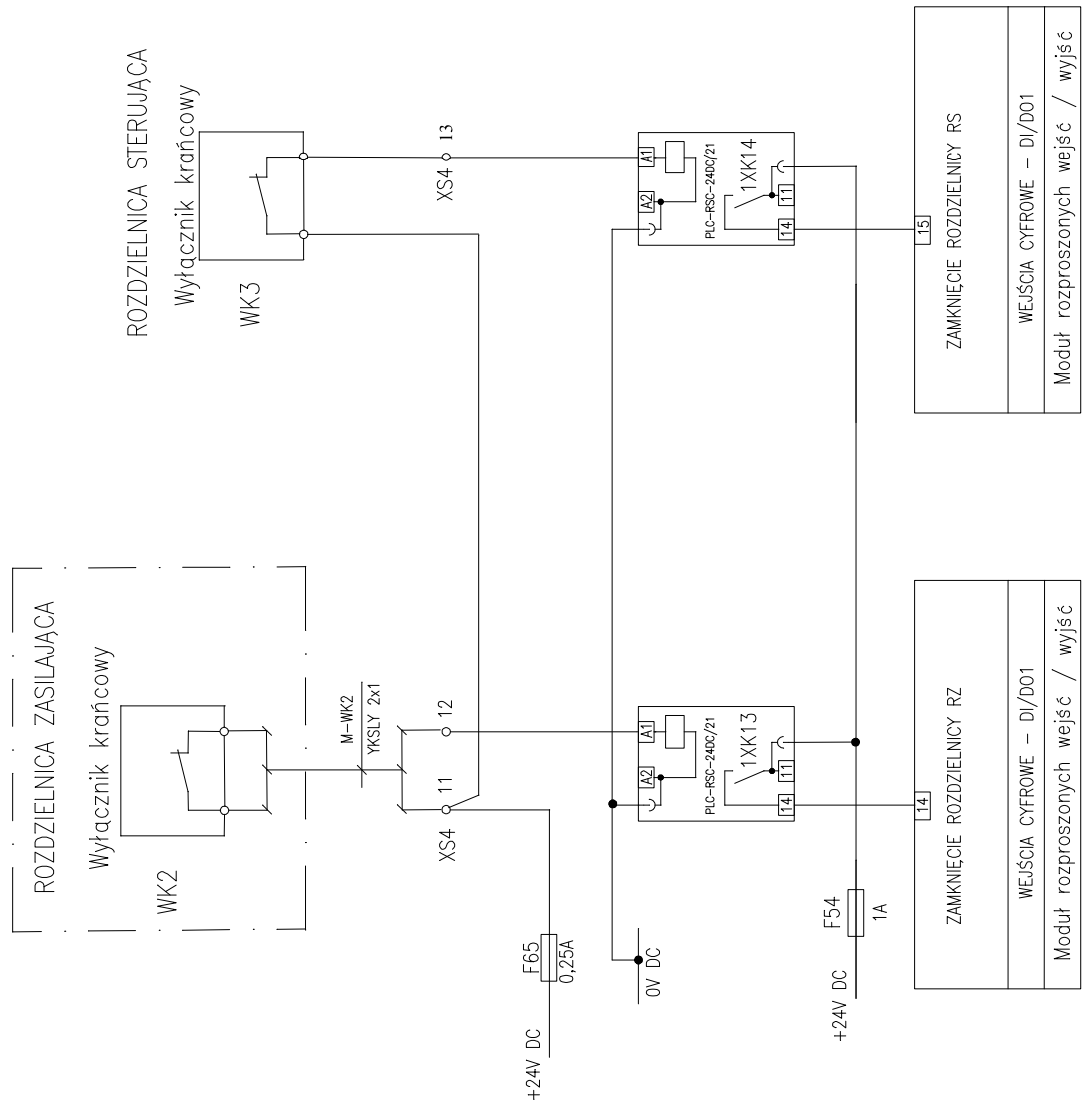 ROZDZIELNICA ZASILAJĄCA
Wyłącznik krańcowy
WK2
M-WK2
YKSLY 2x1
XS4
11
12
F65
0,25A
+24V DC
ROZDZIELNICA STERUJĄCA
Wyłącznik krańcowy
WK3
XS4
13
0V DC
A2
A1
PLC-RSC-24DC/21
1XK13
14
11
A2
A1
PLC-RSC-24DC/21
1XK14
14
11
F54
1A
+24V DC
14
ZAMKNIĘCIE ROZDZIELNICY RZ
WEJŚCIA CYFROWE - DI/DO1
Moduł rozproszonych wejść / wyjść
15
ZAMKNIĘCIE ROZDZIELNICY RS
WEJŚCIA CYFROWE - DI/DO1
Moduł rozproszonych wejść / wyjść